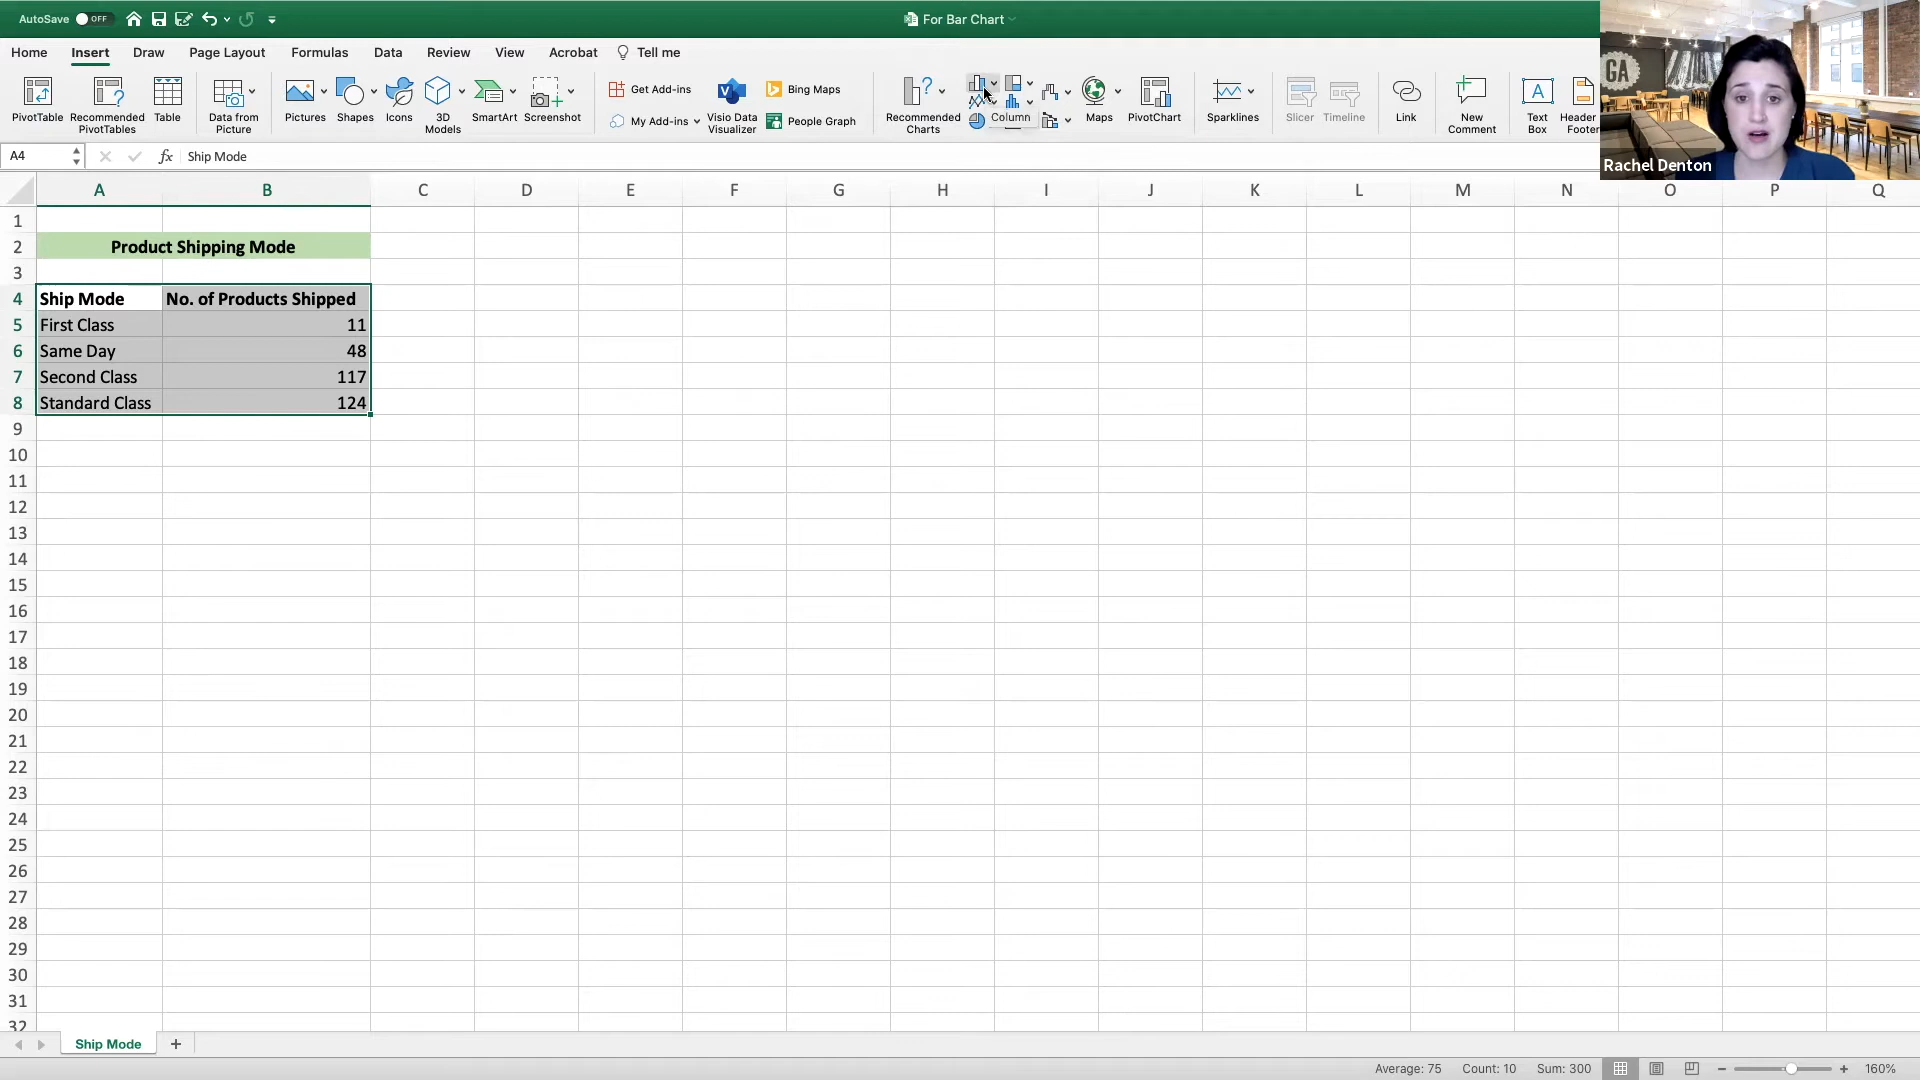 AutoSave OFF
For Bar Chart
Home Insert Draw Page Layout Formulas Data Review View Acrobat Tell me
PivotTable
Recommended PivotTables
Table
Data from Picture
Pictures
Shapes
Icons
3D Models
SmartArt
Screenshot
Get Add-ins
My Add-ins
Visio Data Visualizer
Bing Maps
People Graph
Recommended Charts
Column
Maps
PivotChart
Sparklines
Slicer
Timeline
Link
New Comment
Text Box
Header
Footer
GA
Rachel Denton
A4 fx Ship Mode
A B C D E F G H I J K L M N O P Q
1
2 Product Shipping Mode
3
4 Ship Mode No. of Products Shipped
5 First Class 11
6 Same Day 48
7 Second Class 117
8 Standard Class 124
9
10
11
12
13
14
15
16
17
18
19
20
21
22
23
24
25
26
27
28
29
30
31
32
Ship Mode +
Average: 75 Count: 10 Sum: 300 160%